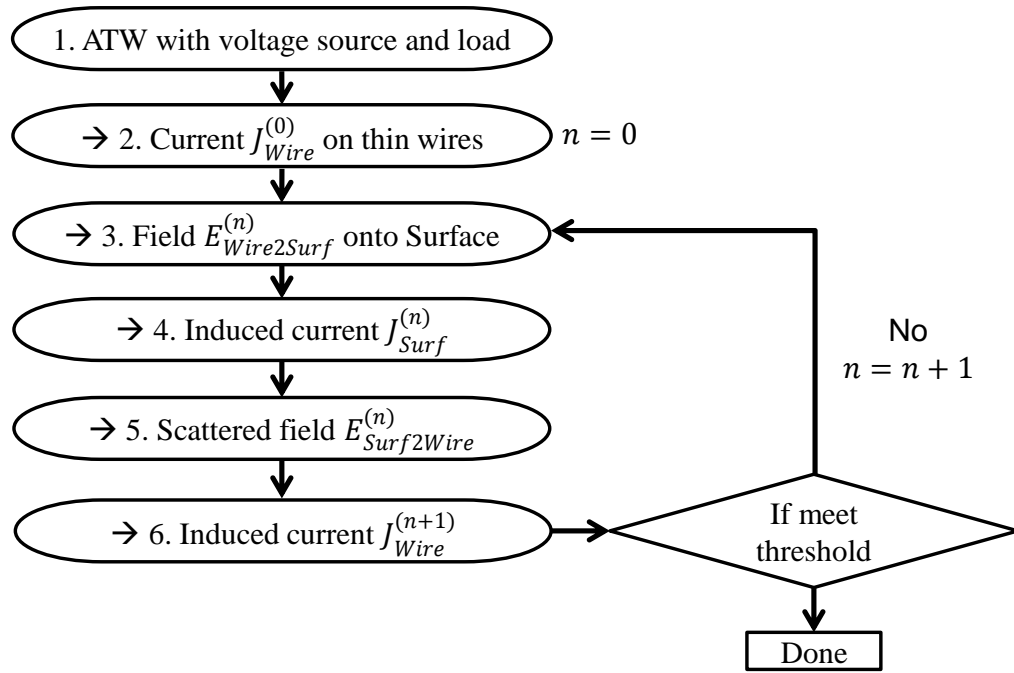 1. ATW with voltage source and load
→ 2. Current J_{Wire}^{(0)} on thin wires
n = 0
→ 3. Field E_{Wire2Surf}^{(n)} onto Surface
→ 4. Induced current J_{Surf}^{(n)}
→ 5. Scattered field E_{Surf2Wire}^{(n)}
→ 6. Induced current J_{Wire}^{(n+1)}
No
n = n + 1
If meet
threshold
Done